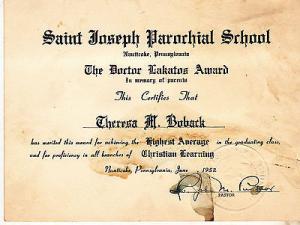 Saint Joseph Parochial School
Nanticoke, Pennsylvania
The Doctor Lakatos Award
In memory of parents
This Certifies That
Theresa M. Boback
has merited this award for achieving the Highest Average in the graduating class,
and for proficiency in all branches of Christian Learning
Nanticoke, Pennsylvania, June, 1952
PASTOR